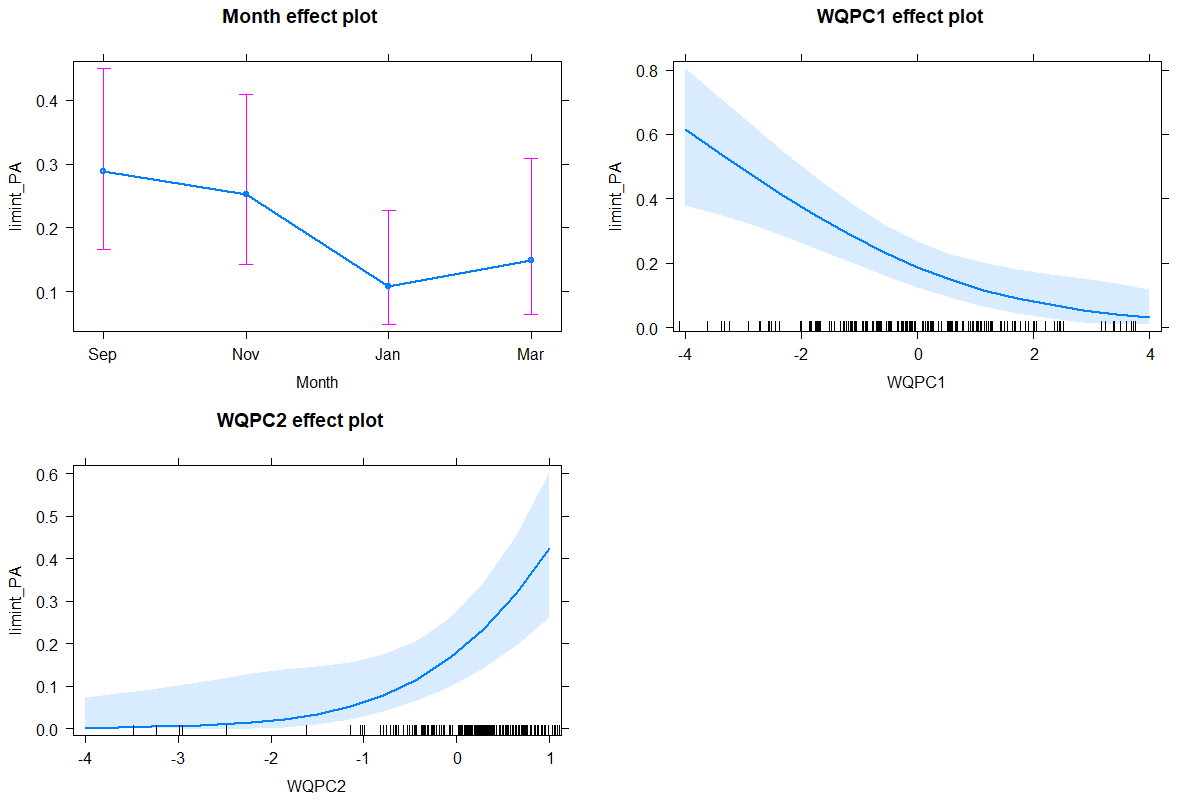 Month effect plot
limint_PA
0.4
0.3
0.2
0.1
Sep Nov Jan Mar
Month
WQPC1 effect plot
limint_PA
0.8
0.6
0.4
0.2
0.0
-4 -2 0 2 4
WQPC1
WQPC2 effect plot
limint_PA
0.6
0.5
0.4
0.3
0.2
0.1
0.0
-4 -3 -2 -1 0 1
WQPC2